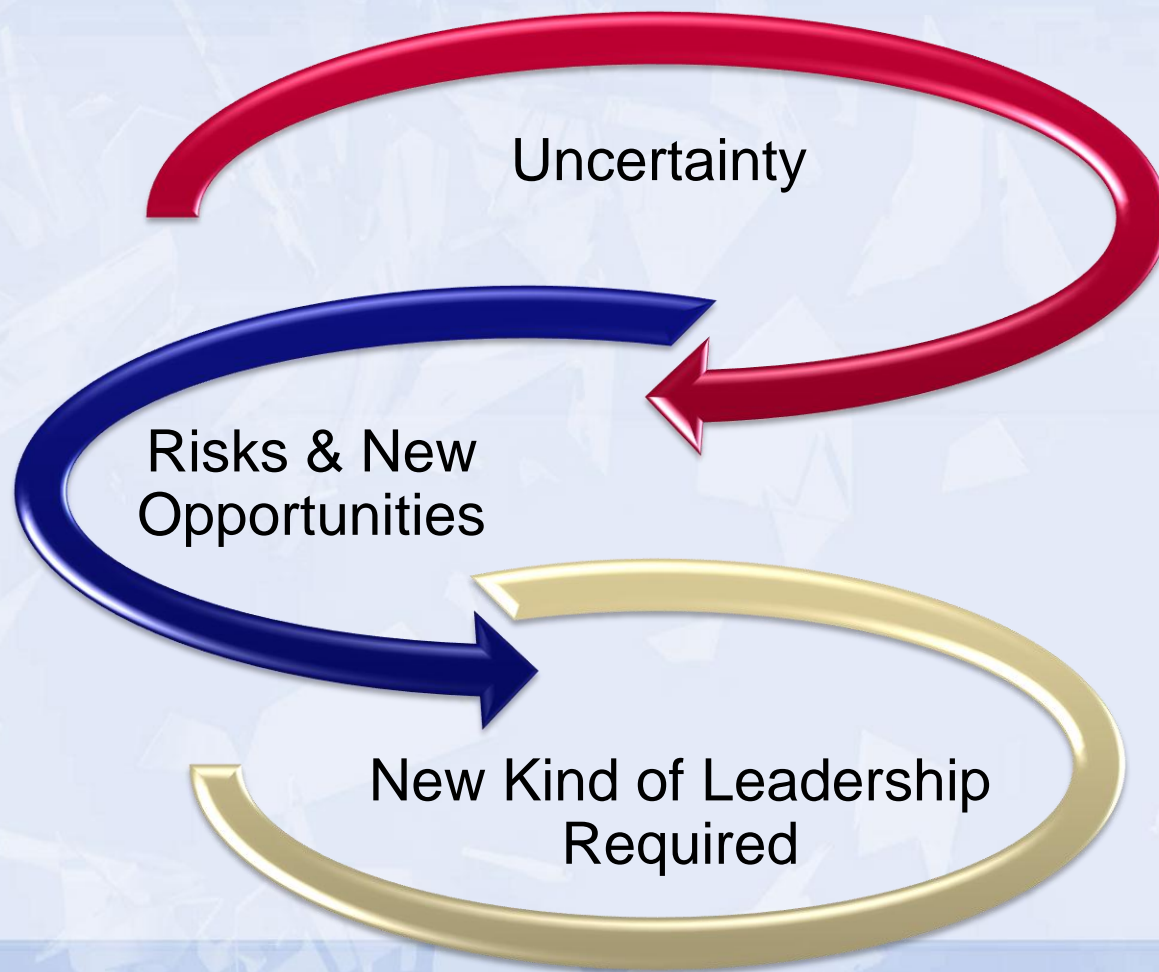 Uncertainty
Risks & New
Opportunities
New Kind of Leadership
Required